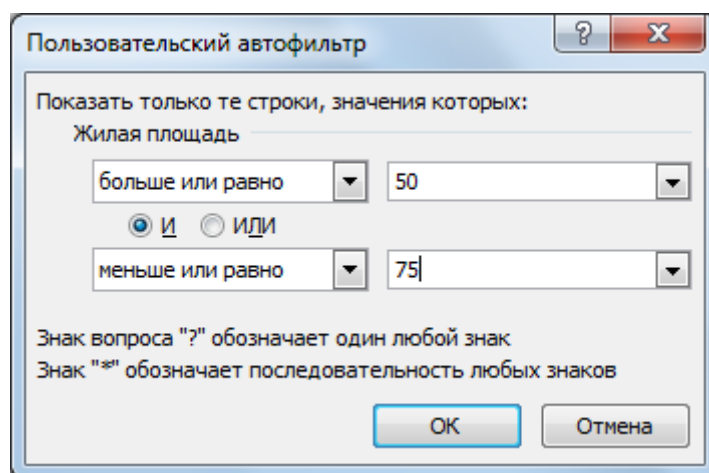 Пользовательский автофильтр
Показать только те строки, значения которых:
Жилая площадь
больше или равно 50
И ИЛИ
меньше или равно 75
Знак вопроса "?" обозначает один любой знак
Знак "*" обозначает последовательность любых знаков
ОК Отмена